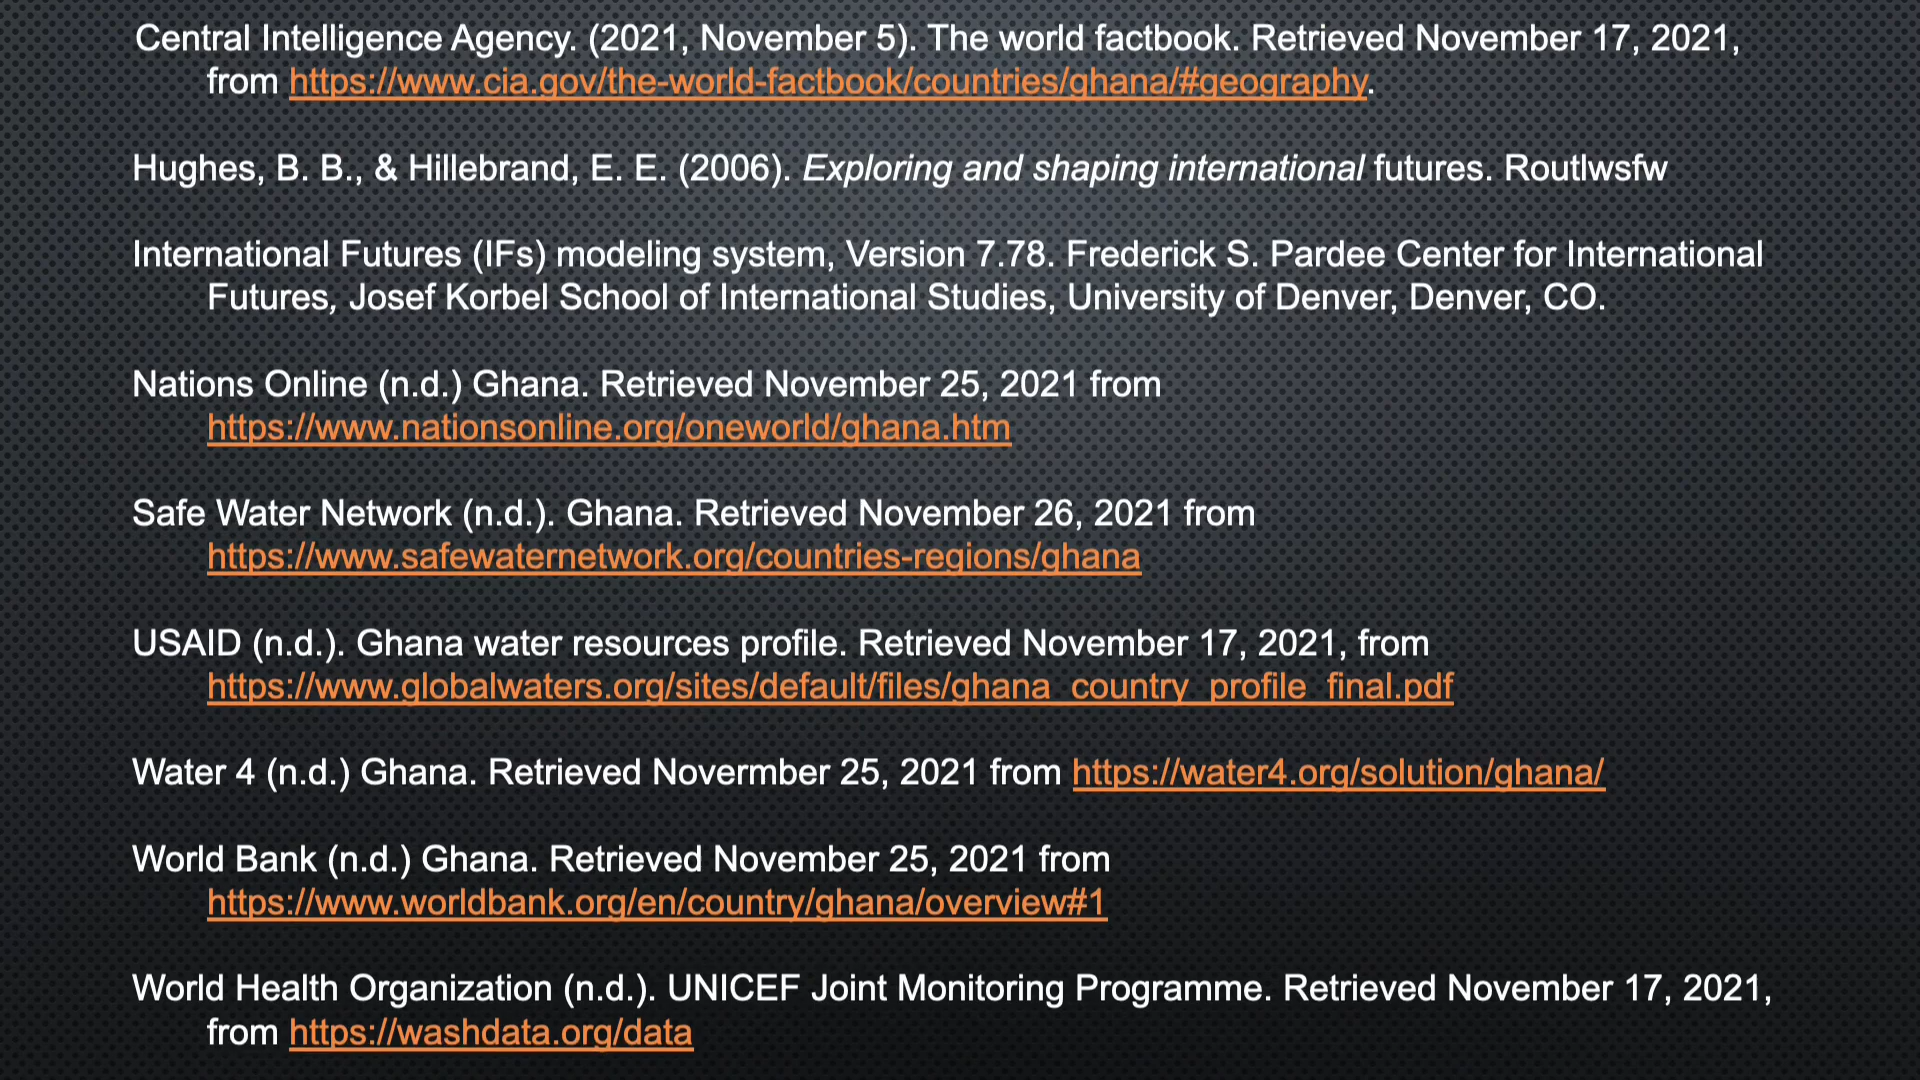 Central Intelligence Agency. (2021, November 5). The world factbook. Retrieved November 17, 2021,
from https://www.cia.gov/the-world-factbook/countries/ghana/#geography.
Hughes, B. B., & Hillebrand, E. E. (2006). Exploring and shaping international futures. Routlwsfw
International Futures (IFs) modeling system, Version 7.78. Frederick S. Pardee Center for International
Futures, Josef Korbel School of International Studies, University of Denver, Denver, CO.
Nations Online (n.d.) Ghana. Retrieved November 25, 2021 from
https://www.nationsonline.org/oneworld/ghana.htm
Safe Water Network (n.d.). Ghana. Retrieved November 26, 2021 from
https://www.safewaternetwork.org/countries-regions/ghana
USAID (n.d.). Ghana water resources profile. Retrieved November 17, 2021, from
https://www.globalwaters.org/sites/default/files/ghana_country_profile_final.pdf
Water 4 (n.d.) Ghana. Retrieved Novermber 25, 2021 from https://water4.org/solution/ghana/
World Bank (n.d.) Ghana. Retrieved November 25, 2021 from
https://www.worldbank.org/en/country/ghana/overview#1
World Health Organization (n.d.). UNICEF Joint Monitoring Programme. Retrieved November 17, 2021,
from https://washdata.org/data